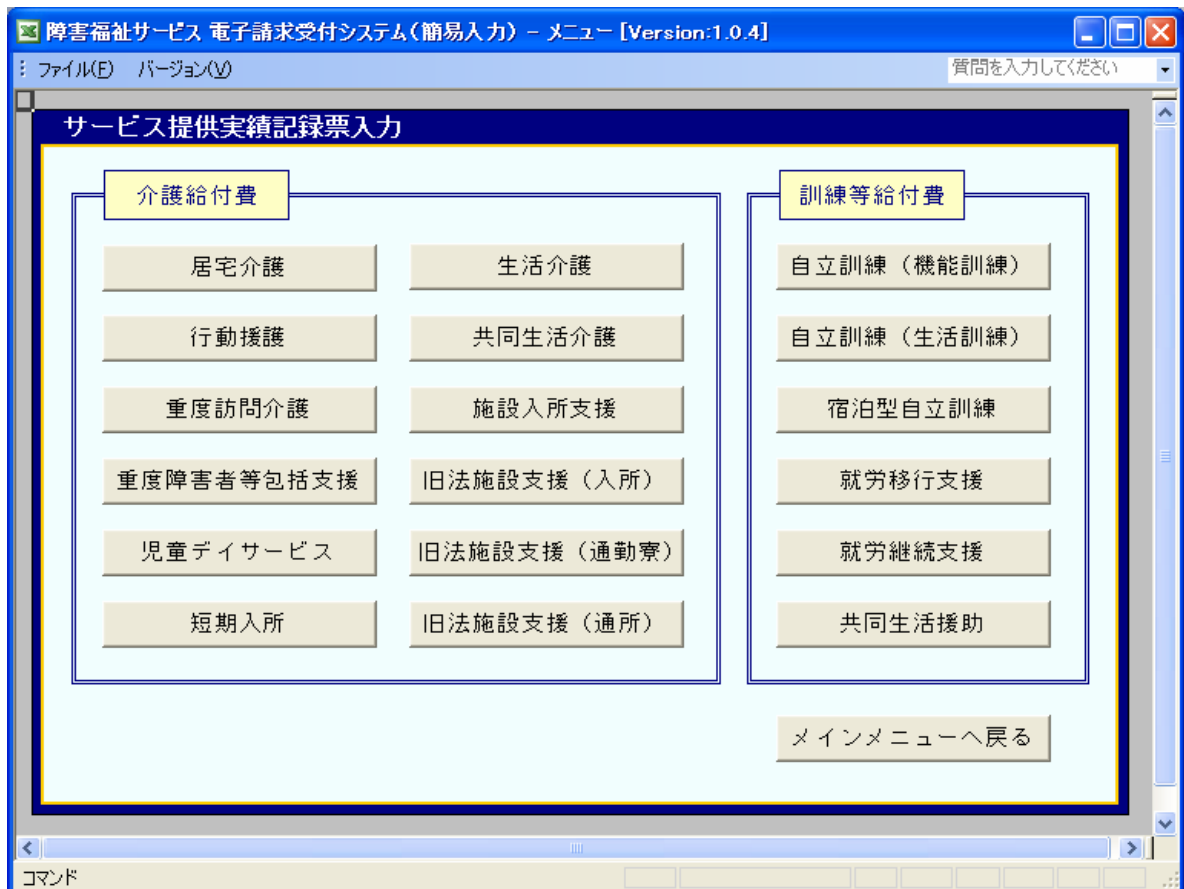 障害福祉サービス 電子請求受付システム(簡易入力) - メニュー [Version:1.0.4]
ファイル(F) バージョン(V) 質問を入力してください
サービス提供実績記録票入力
介護給付費
居宅介護 生活介護
行動援護 共同生活介護
重度訪問介護 施設入所支援
重度障害者等包括支援 旧法施設支援（入所）
児童デイサービス 旧法施設支援（通勤寮）
短期入所 旧法施設支援（通所）
訓練等給付費
自立訓練（機能訓練）
自立訓練（生活訓練）
宿泊型自立訓練
就労移行支援
就労継続支援
共同生活援助
メインメニューへ戻る
コマンド